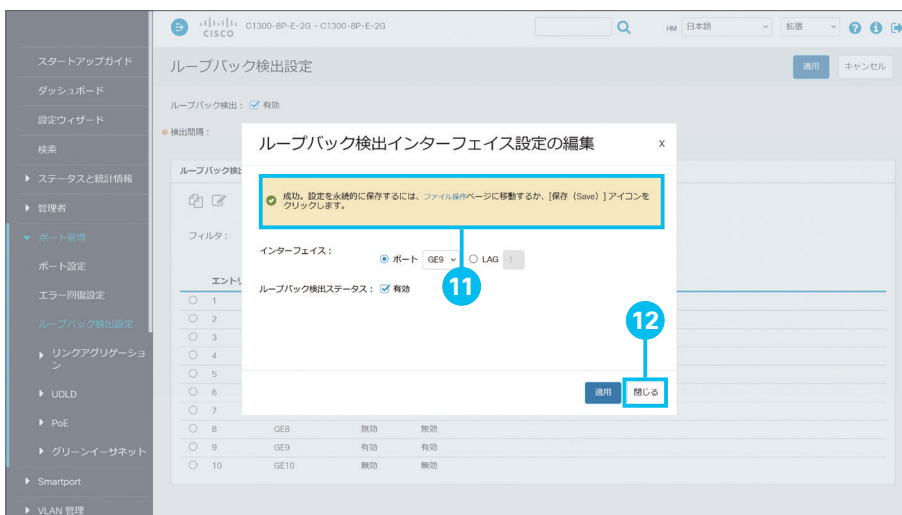 CISCO
C1300-8P-E-2G - C1300-8P-E-2G
HM
日本語
拡張
スタートアップガイド
ダッシュボード
設定ウィザード
検索
ステータスと統計情報
管理者
ポート管理
ポート設定
エラー回復設定
ループバック検出設定
リンクアグリゲーショ
ン
UDLD
PoE
グリーンイーサネット
Smartport
VLAN 管理
ループバック検出設定
適用
キャンセル
ループバック検出:
有効
検出間隔:
ループバック検
フィルタ:
エントリ
1
2
3
4
5
6
7
8 GE8 無効 無効
9 GE9 有効 有効
10 GE10 無効 無効
ループバック検出インターフェイス設定の編集
x
成功。設定を永続的に保存するには、ファイル操作ページに移動するか、[保存(Save)]アイコンを
クリックします。
インターフェイス:
ポート GE9 LAG 1
ループバック検出ステータス: 有効
11
12
適用
閉じる